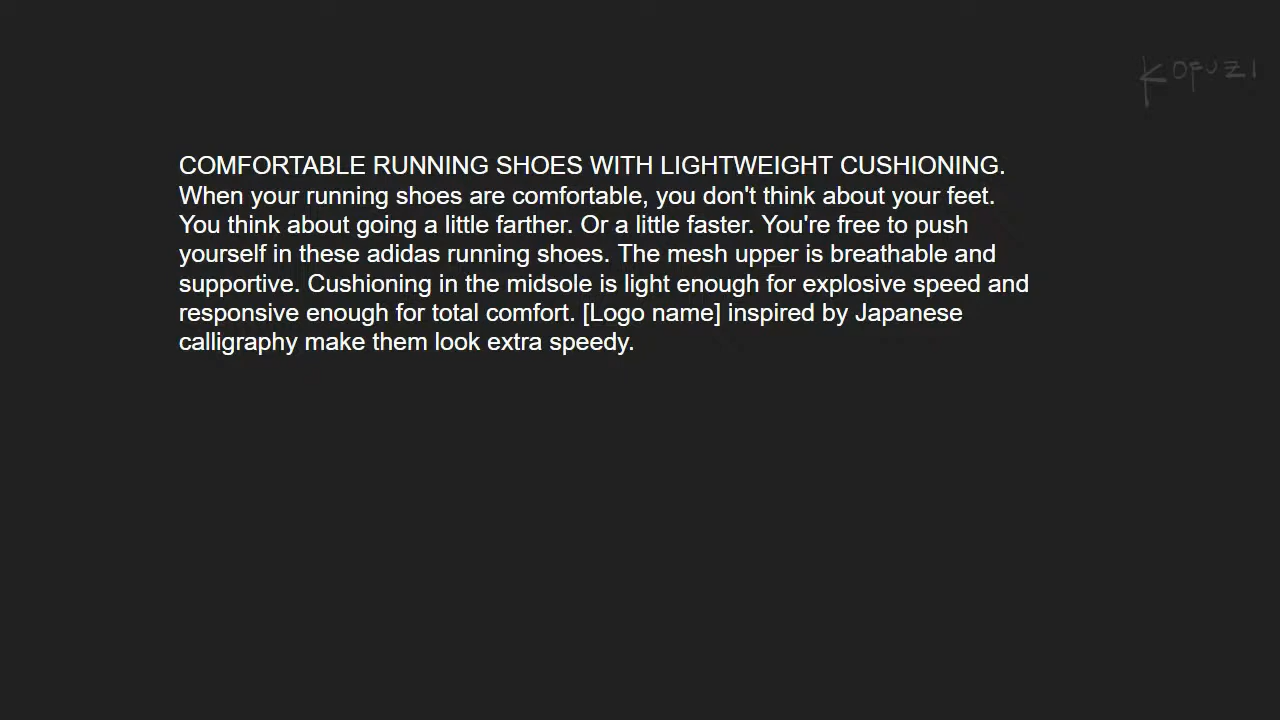 KOFUZI
COMFORTABLE RUNNING SHOES WITH LIGHTWEIGHT CUSHIONING.
When your running shoes are comfortable, you don't think about your feet.
You think about going a little farther. Or a little faster. You're free to push
yourself in these adidas running shoes. The mesh upper is breathable and
supportive. Cushioning in the midsole is light enough for explosive speed and
responsive enough for total comfort. [Logo name] inspired by Japanese
calligraphy make them look extra speedy.